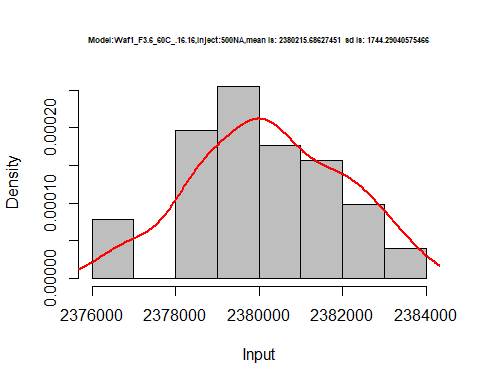 Model:Waf1_F3.6_60C_.16.16,Inject:500NA,mean is: 2380215.68627451 sd is: 1744.29040575466
Density
0.00000 0.00010 0.00020
2376000 2378000 2380000 2382000 2384000
Input